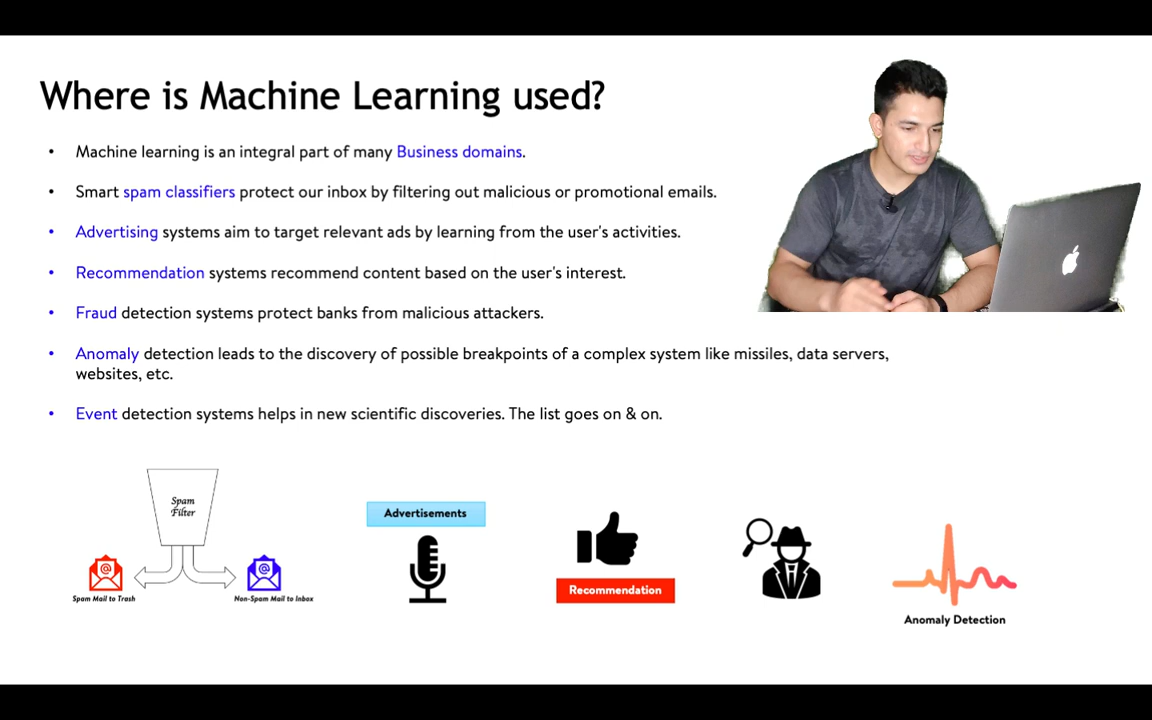 Where is Machine Learning used?
• Machine learning is an integral part of many Business domains.
• Smart spam classifiers protect our inbox by filtering out malicious or promotional emails.
• Advertising systems aim to target relevant ads by learning from the user's activities.
• Recommendation systems recommend content based on the user's interest.
• Fraud detection systems protect banks from malicious attackers.
• Anomaly detection leads to the discovery of possible breakpoints of a complex system like missiles, data servers,
websites, etc.
• Event detection systems helps in new scientific discoveries. The list goes on & on.
Spam
Filter
Spam Mail to Trash
Non-Spam Mail to Inbox
Advertisements
Recommendation
Anomaly Detection